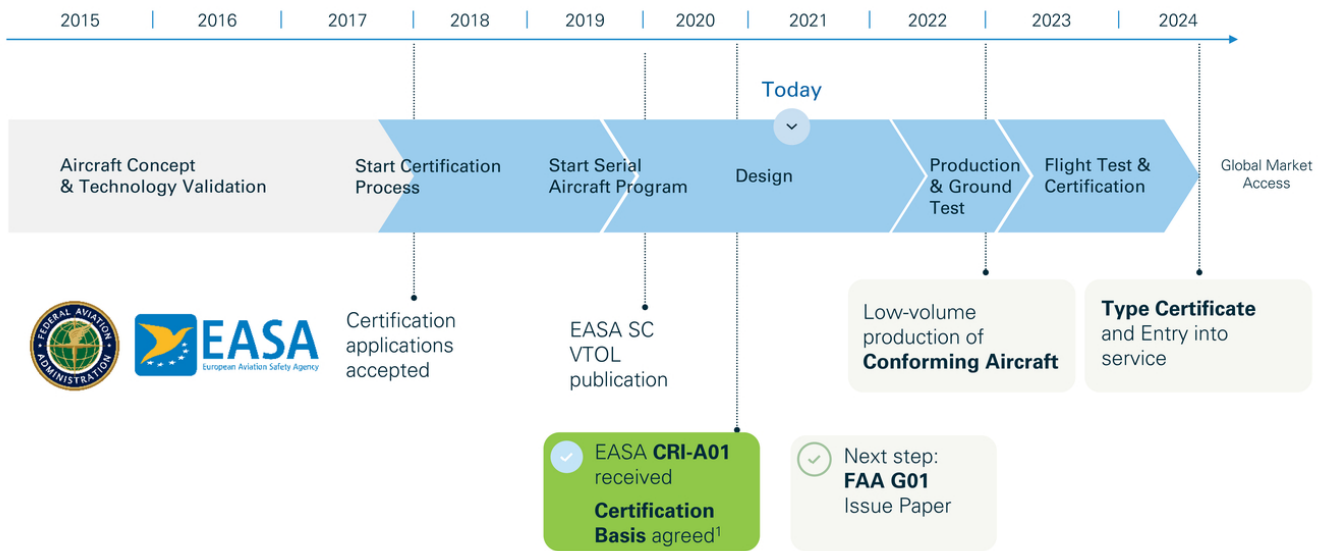 2015 | 2016 | 2017 | 2018 | 2019 | 2020 | 2021 | 2022 | 2023 | 2024
Today
Aircraft Concept
& Technology Validation
Start Certification
Process
Start Serial
Aircraft Program
Design
Production
& Ground
Test
Flight Test &
Certification
Global Market
Access
FEDERAL AVIATION
ADMINISTRATION
EASA
European Aviation Safety Agency
Certification
applications
accepted
EASA SC
VTOL
publication
Low-volume
production of
Conforming Aircraft
Type Certificate
and Entry into
service
EASA CRI-A01
received
Certification
Basis agreed¹
Next step:
FAA G01
Issue Paper